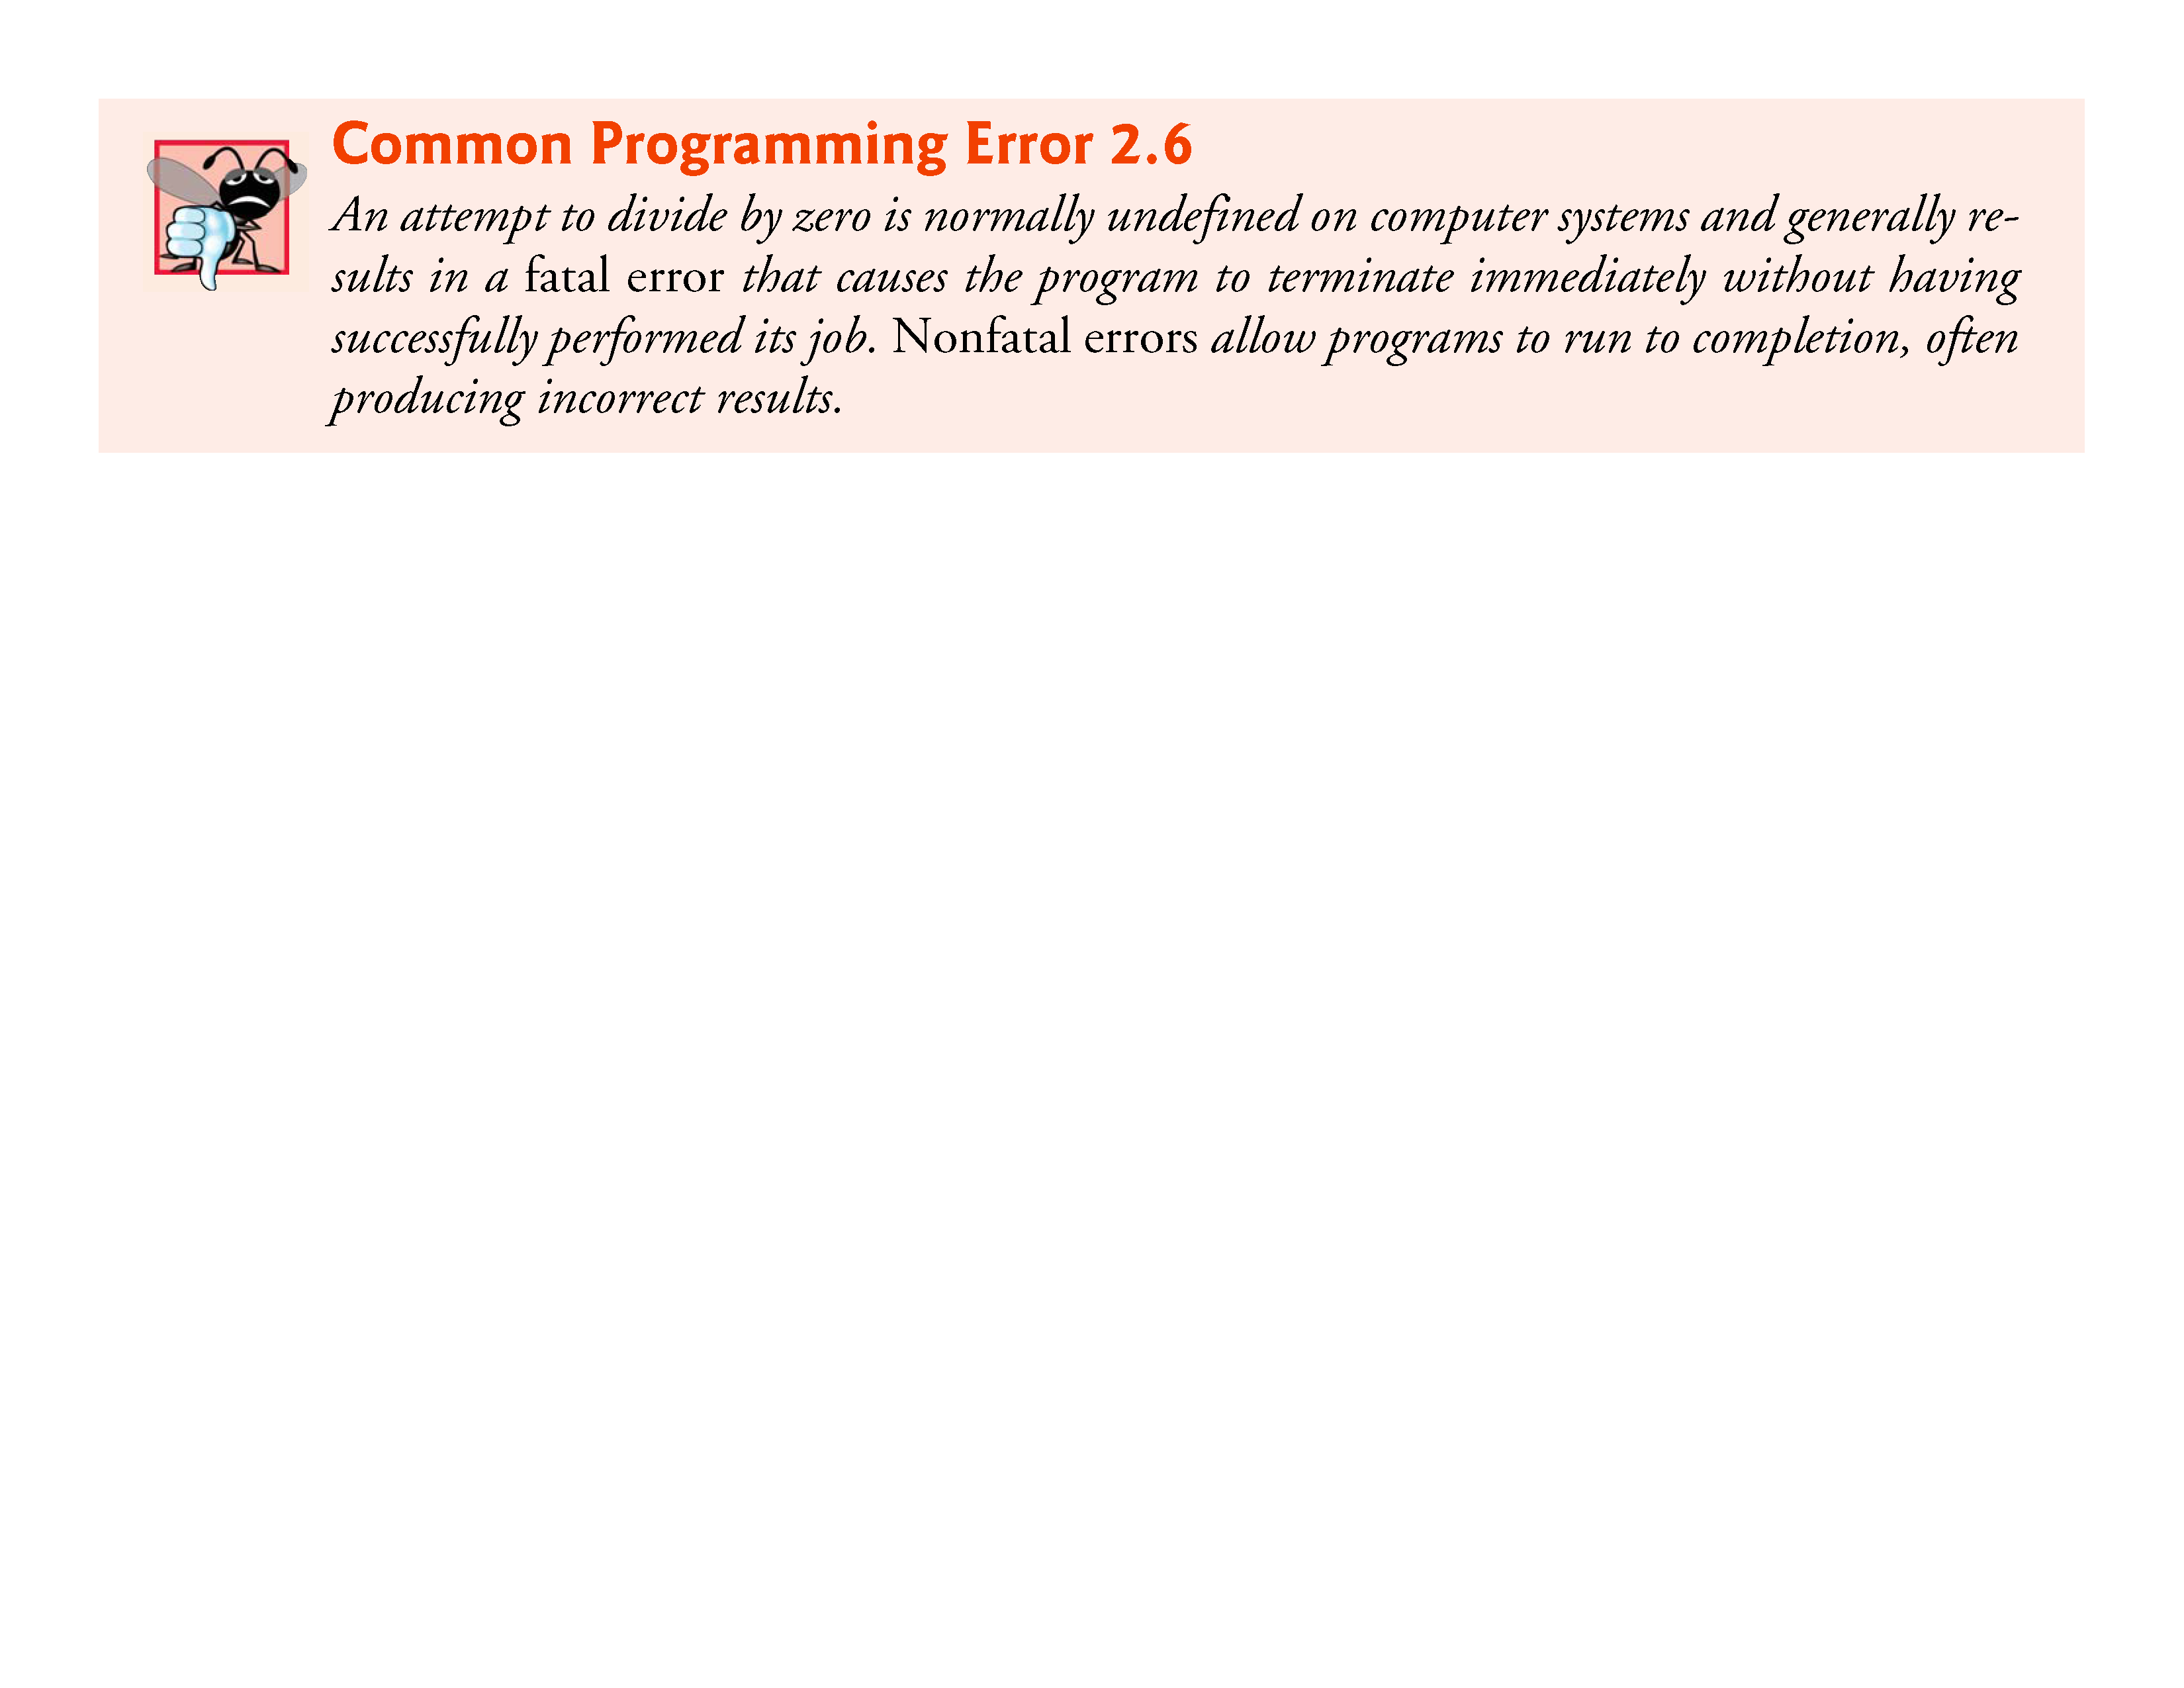 Common Programming Error 2.6
An attempt to divide by zero is normally undefined on computer systems and generally re-
sults in a fatal error that causes the program to terminate immediately without having
successfully performed its job. Nonfatal errors allow programs to run to completion, often
producing incorrect results.